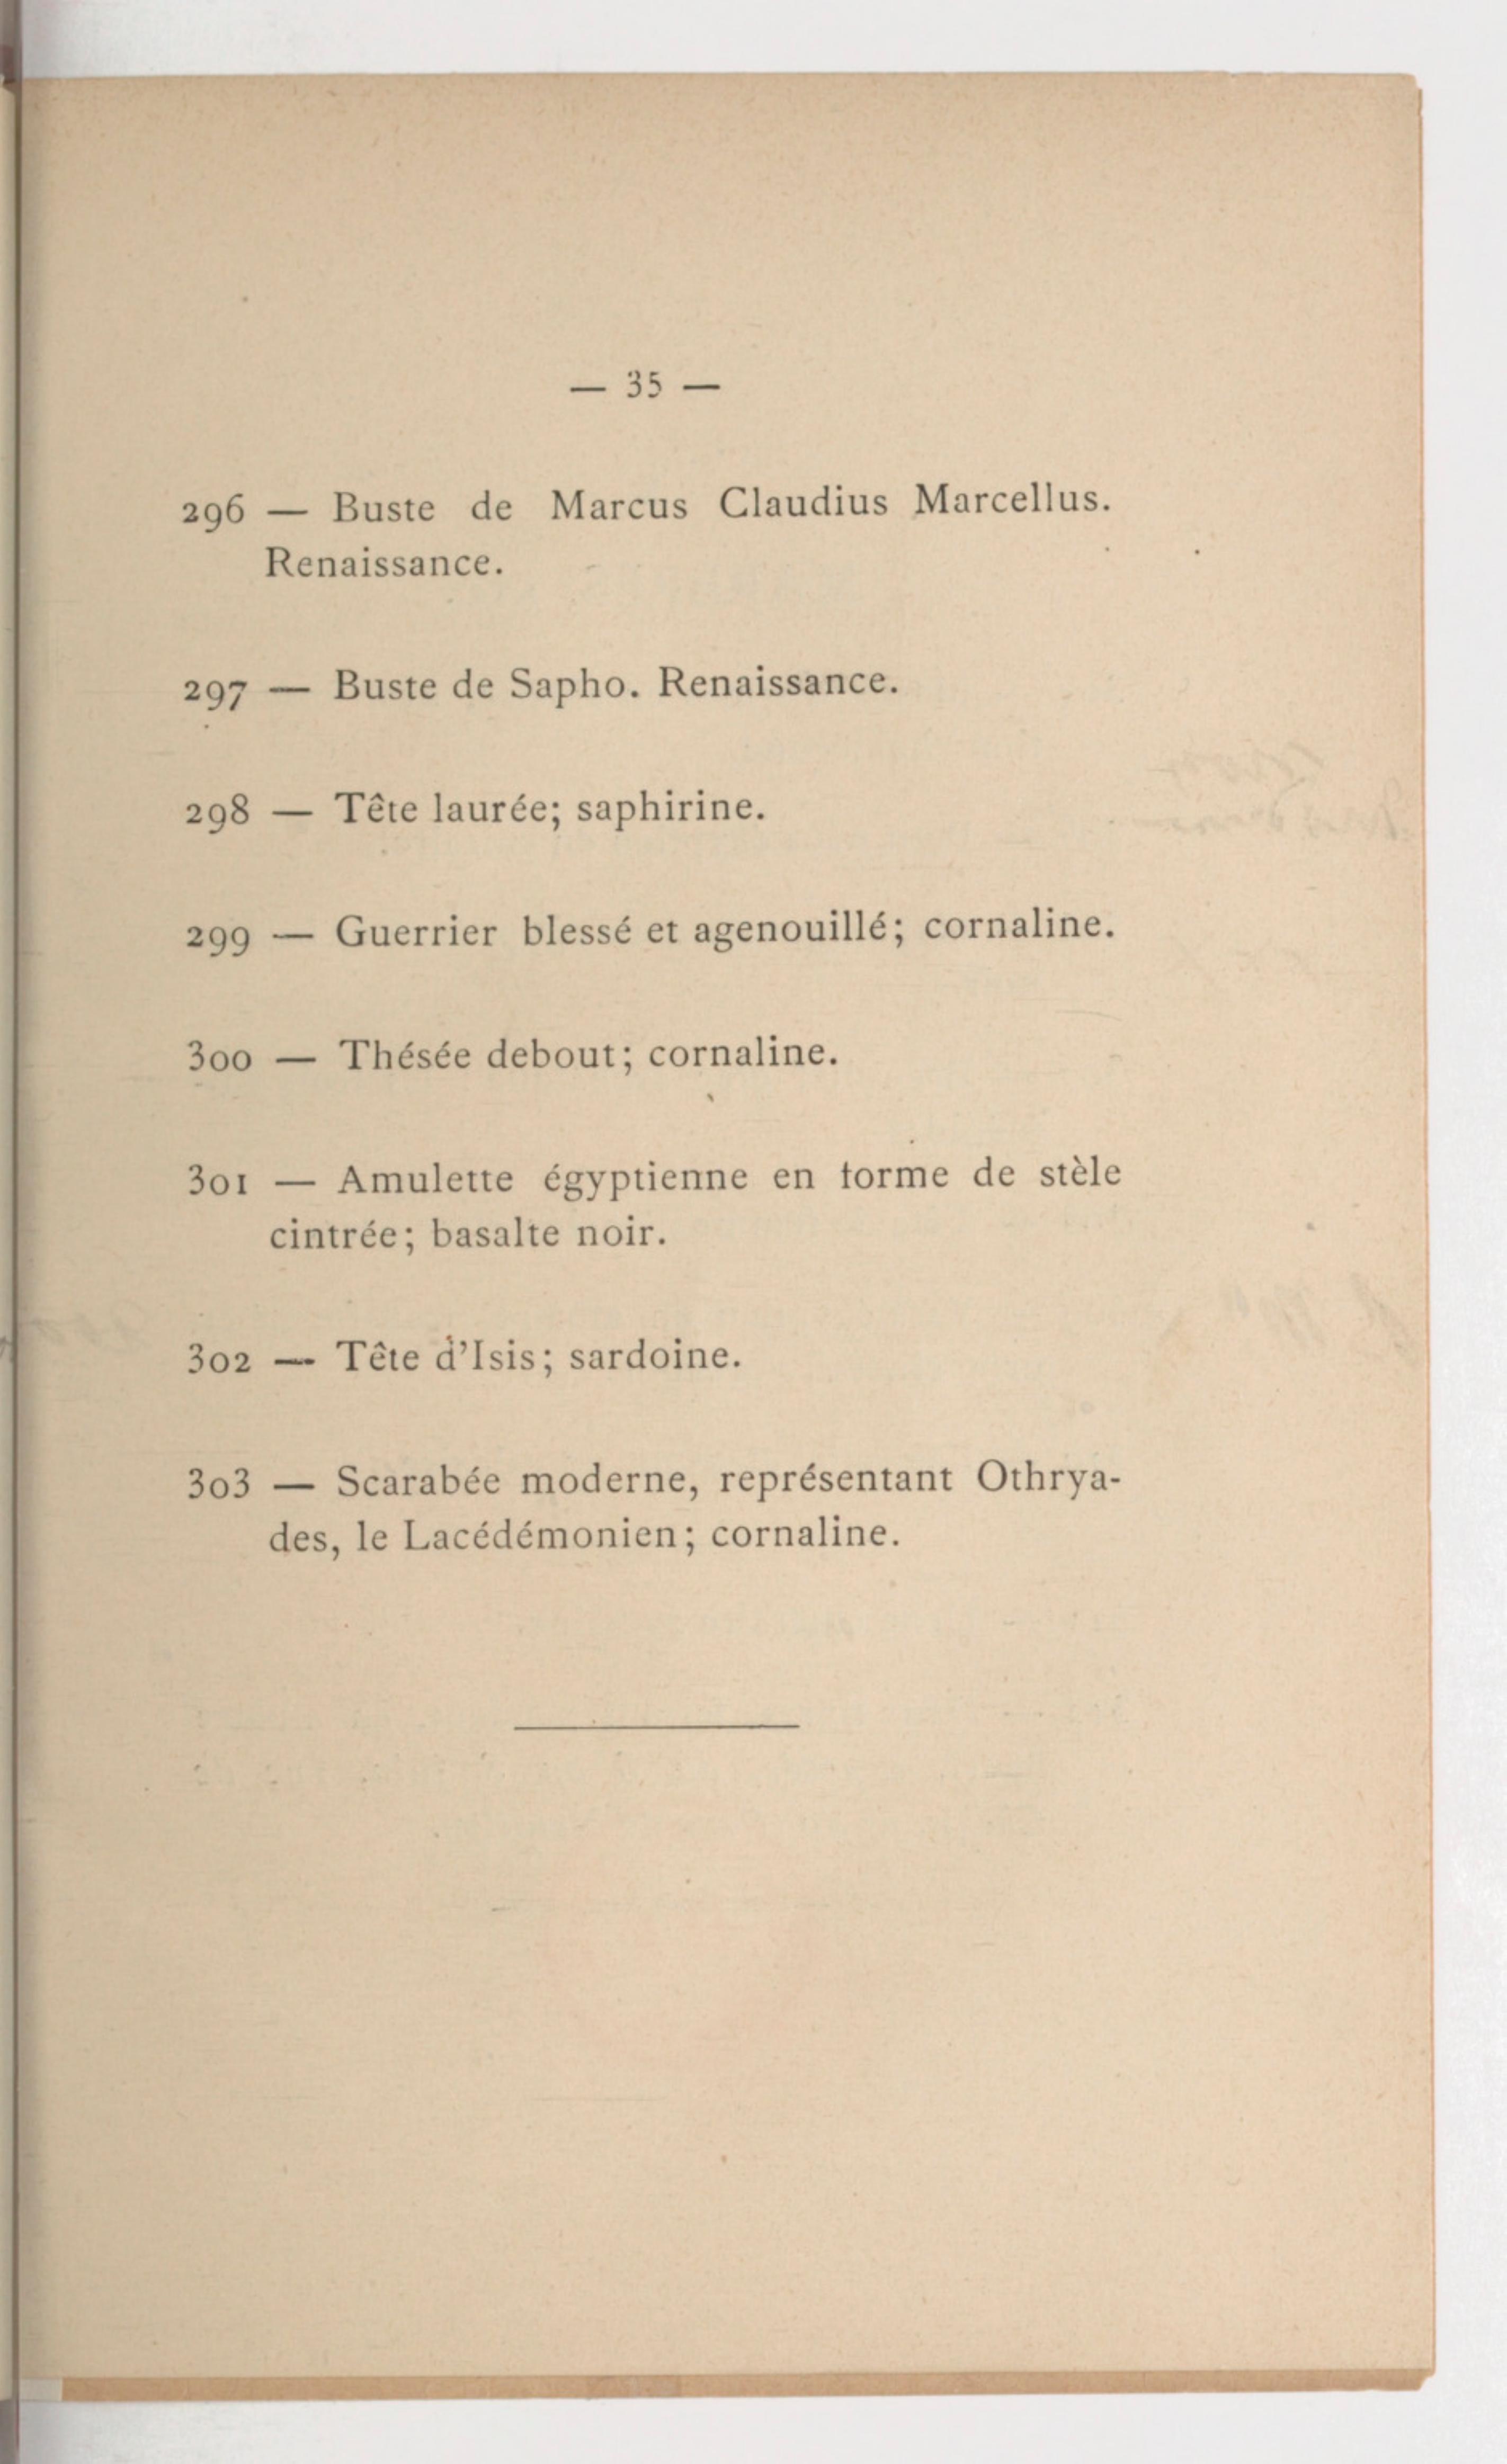 — 35 —
296 — Buste de Marcus Claudius Marcellus.
Renaissance.
297 — Buste de Sapho. Renaissance.
298 — Tête laurée; saphirine.
299 — Guerrier blessé et agenouillé; cornaline.
300 — Thésée debout; cornaline.
301 — Amulette égyptienne en forme de stèle
cintrée; basalte noir.
302 — Tête d'Isis; sardoine.
303 — Scarabée moderne, représentant Othrya-
des, le Lacédémonien; cornaline.